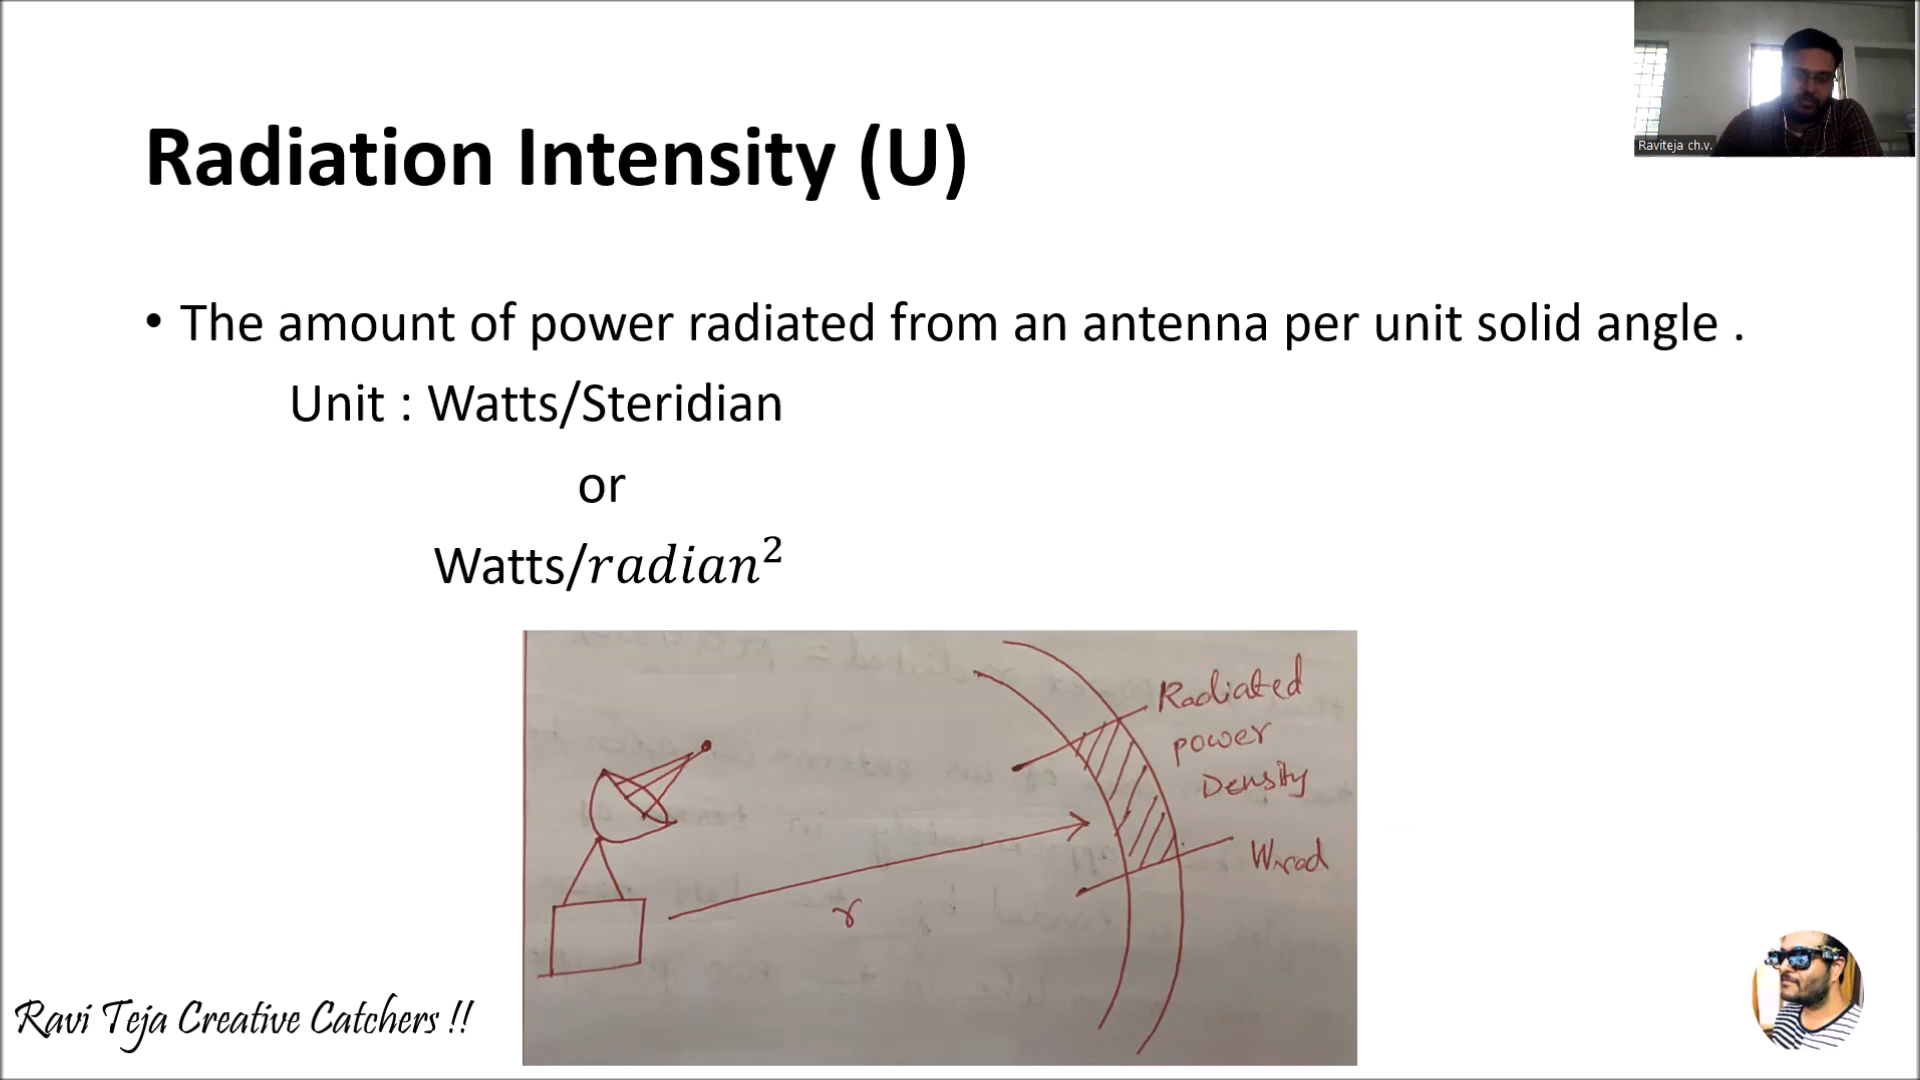 Raviteja ch.v.
Radiation Intensity (U)
• The amount of power radiated from an antenna per unit solid angle .
Unit : Watts/Steridian
or
Watts/radian²
Radiated
power
Density
Wrad
r
Ravi Teja Creative Catchers !!